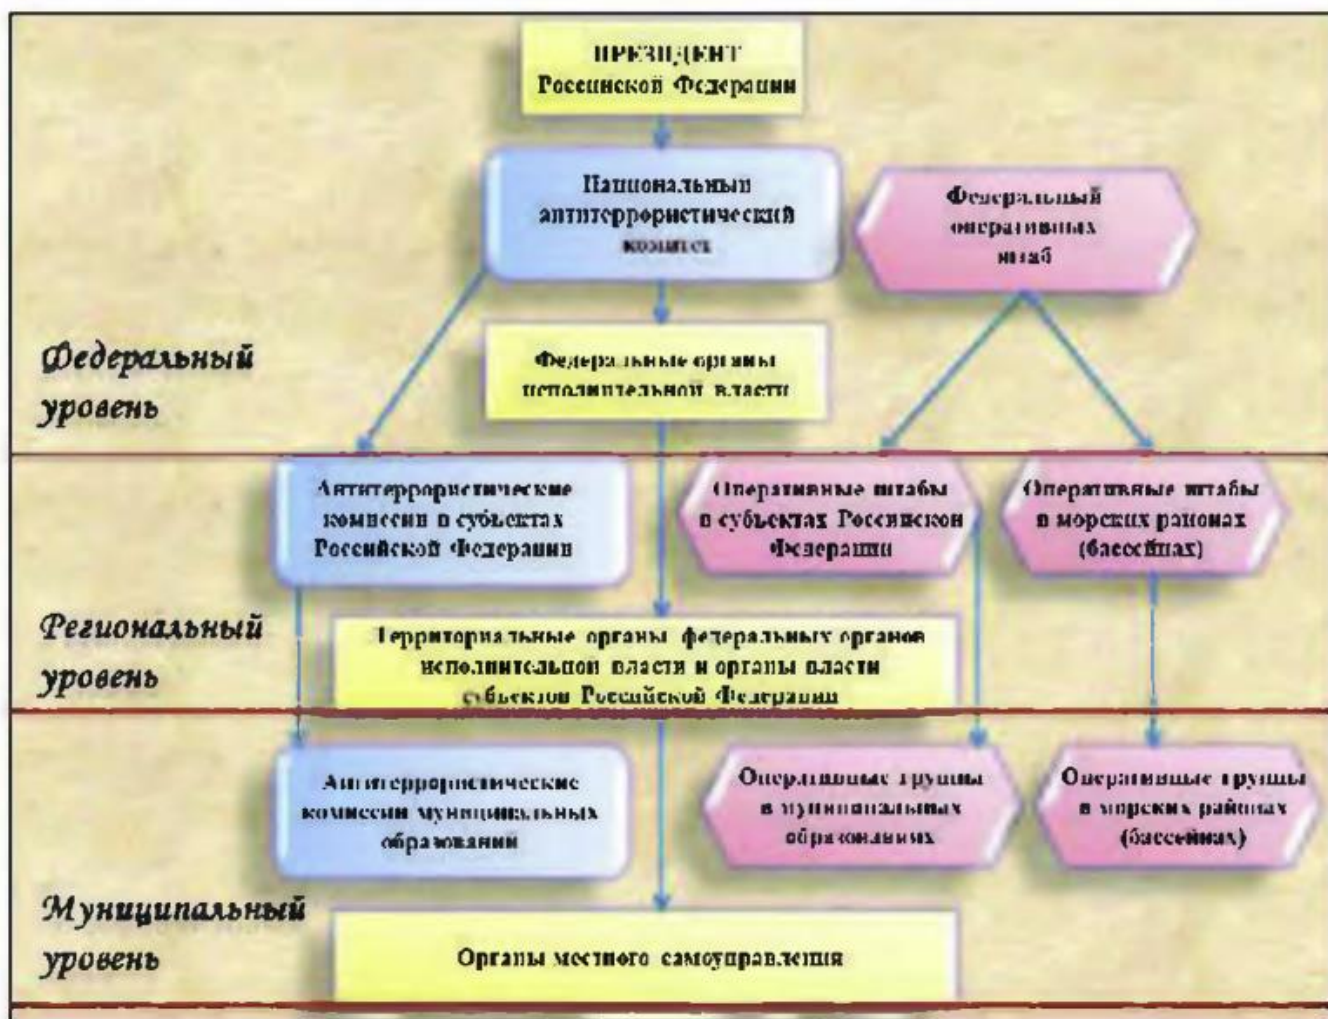 ПРЕЗИДЕНТ
Российской Федерации
Национальный
антитеррористический
комитет
Федеральный
оперативных
штаб
Федеральный
уровень
Федеральные органы
исполнительной власти
Антитеррористические
комиссии в субъектах
Российской Федерации
Оперативные штабы
в субъектах Российской
Федерации
Оперативные штабы
в морских районах
(бассейнах)
Региональный
уровень
Территориальные органы федеральных органов
исполнительной власти и органы власти
субъектов Российской Федерации
Антитеррористические
комиссии муниципальных
образований
Оперативные группы
в муниципальных
образованиях
Оперативные группы
в морских районах
(бассейнах)
Муниципальный
уровень
Органы местного самоуправления